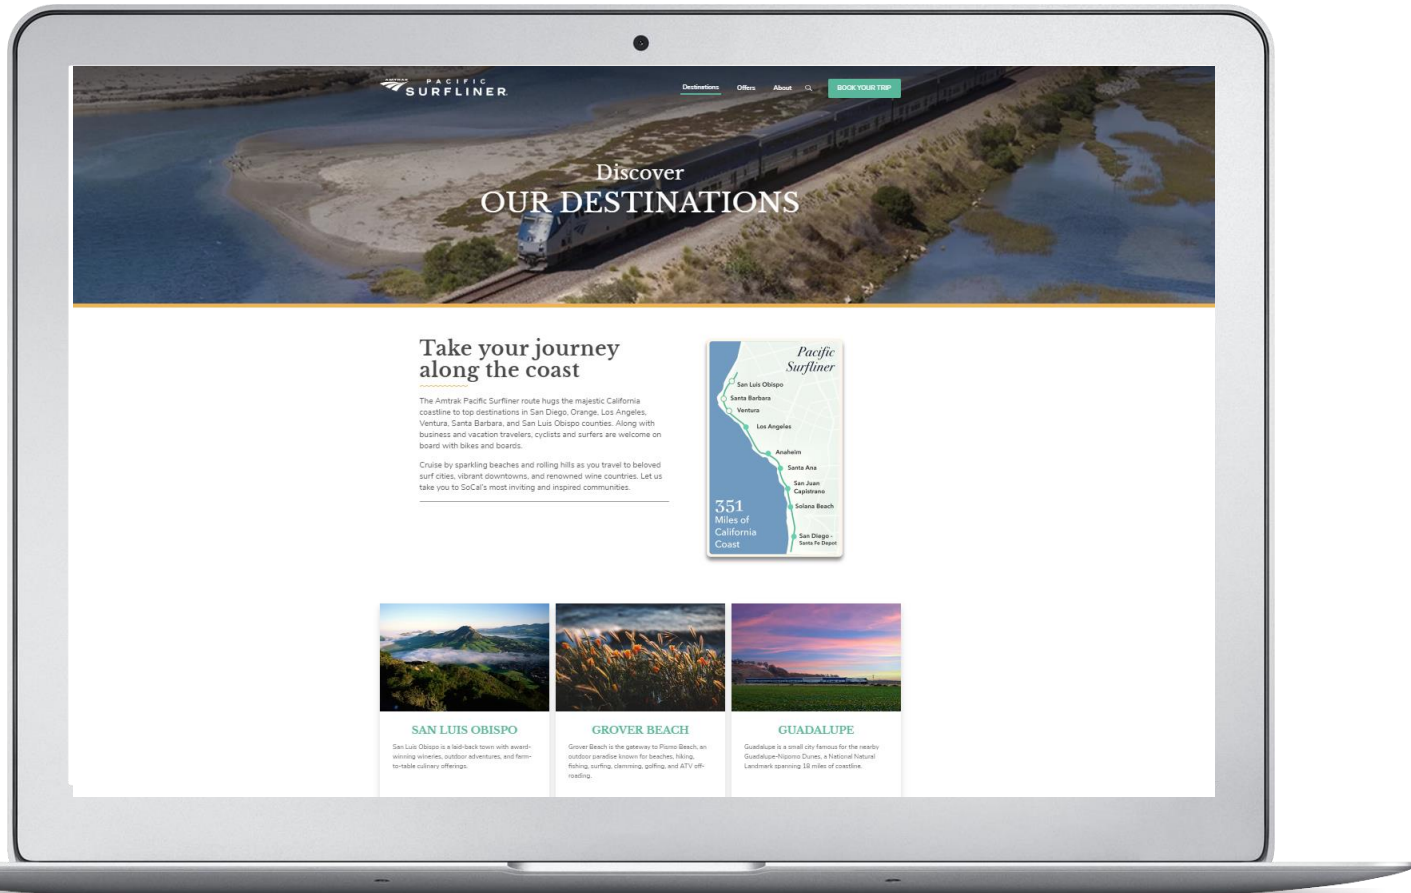 AMTRAK
PACIFIC
SURFLINER
Destinations
Offers
About
BOOK YOUR TRIP
Discover
OUR DESTINATIONS
Take your journey
along the coast
The Amtrak Pacific Surfliner route hugs the majestic California
coastline to top destinations in San Diego, Orange, Los Angeles,
Ventura, Santa Barbara, and San Luis Obispo counties. Along with
business and vacation travelers, cyclists and surfers are welcome on
board with bikes and boards.
Cruise by sparkling beaches and rolling hills as you travel to beloved
surf cities, vibrant downtowns, and renowned wine countries. Let us
take you to SoCal's most inviting and inspired communities.
Pacific
Surfliner
San Luis Obispo
Santa Barbara
Ventura
Los Angeles
Anaheim
Santa Ana
San Juan
Capistrano
Solana Beach
San Diego -
Santa Fe Depot
351
Miles of
California
Coast
SAN LUIS OBISPO
San Luis Obispo is a laid-back town with award-
winning wineries, outdoor adventures, and farm-
to-table culinary offerings.
GROVER BEACH
Grover Beach is the gateway to Pismo Beach, an
outdoor paradise known for beaches, hiking,
fishing, surfing, clamming, golfing, and ATV off-
roading.
GUADALUPE
Guadalupe is a small city famous for the nearby
Guadalupe-Nipomo Dunes, a National Natural
Landmark spanning 18 miles of coastline.